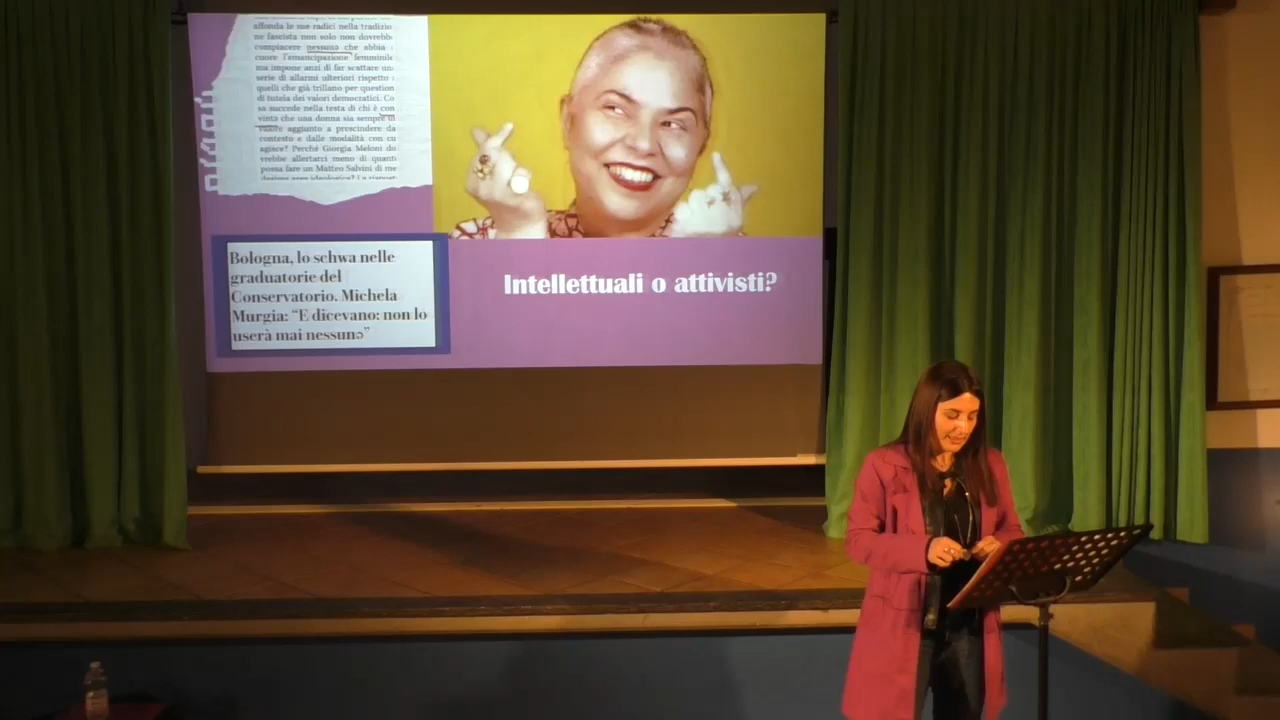 affonda le sue radici nella tradizio
ne fascista non solo non dovrebb
compiacere nessunə che abbia
cuore l'emancipazione femminile
ma impone anzi di far scattare una
serie di allarmi ulteriori rispetto
quelli che già trillano per question
di tutela dei valori democratici. Co
sa succede nella testa di chi è con
vintə che una donna sia sempre un
valore aggiunto a prescindere da
contesto e dalle modalità con cu
agisce? Perché Giorgia Meloni do
vrebbe allertarci meno di quanto
possa fare un Matteo Salvini di me
Bologna, lo schwa nelle
graduatorie del
Conservatorio. Michela
Murgia: “E dicevano: non lo
userà mai nessunə”
Intellettuali o attivisti?